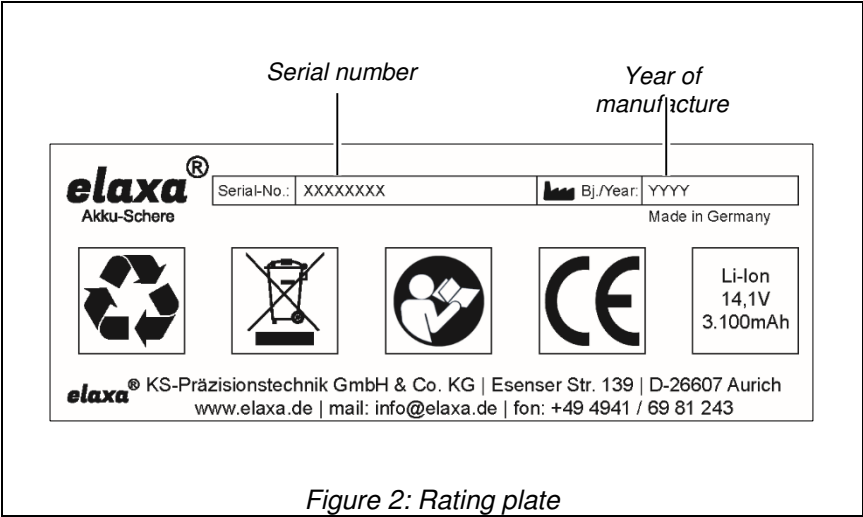 Serial number
Year of
manufacture
elaxa®
Akku-Schere
Serial-No.: XXXXXXXX Bj./Year: YYYY
Made in Germany
CE
Li-Ion
14,1V
3.100mAh
elaxa® KS-Präzisionstechnik GmbH & Co. KG | Esenser Str. 139 | D-26607 Aurich
www.elaxa.de | mail: info@elaxa.de | fon: +49 4941 / 69 81 243
Figure 2: Rating plate